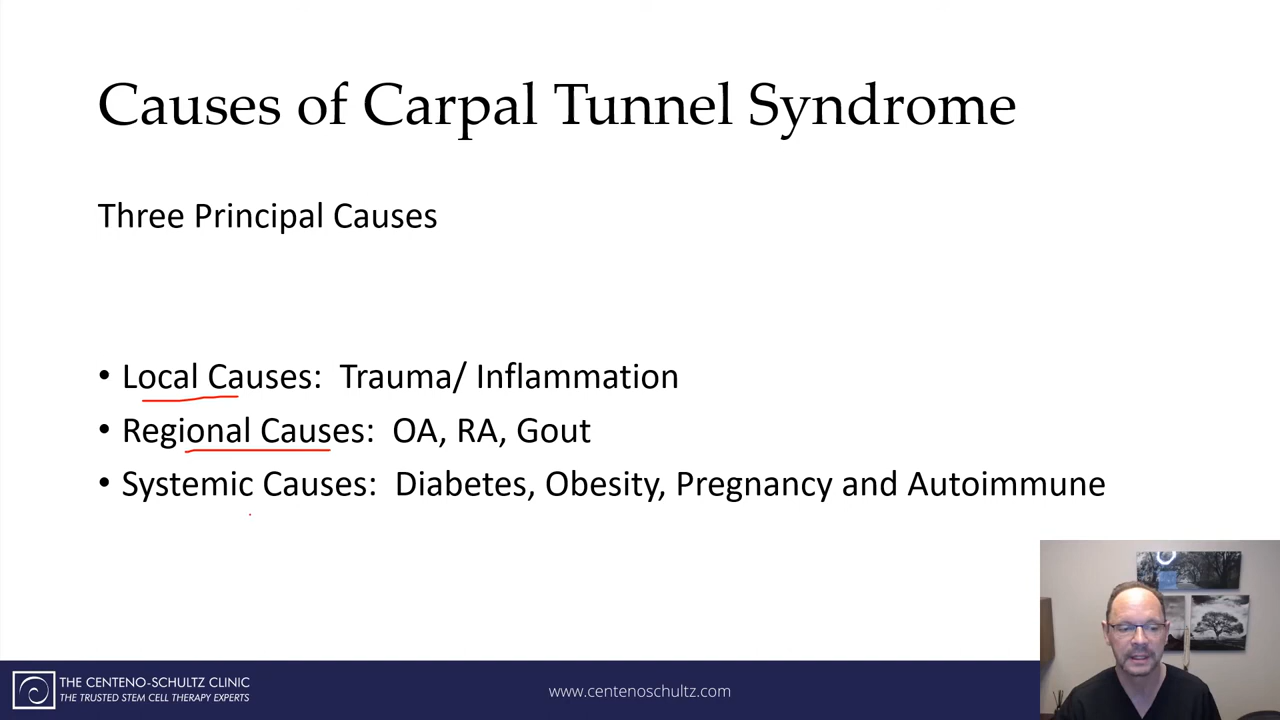 Causes of Carpal Tunnel Syndrome
Three Principal Causes
• Local Causes: Trauma/ Inflammation
• Regional Causes: OA, RA, Gout
• Systemic Causes: Diabetes, Obesity, Pregnancy and Autoimmune
THE CENTENO-SCHULTZ CLINIC
THE TRUSTED STEM CELL THERAPY EXPERTS
www.centenoschultz.com